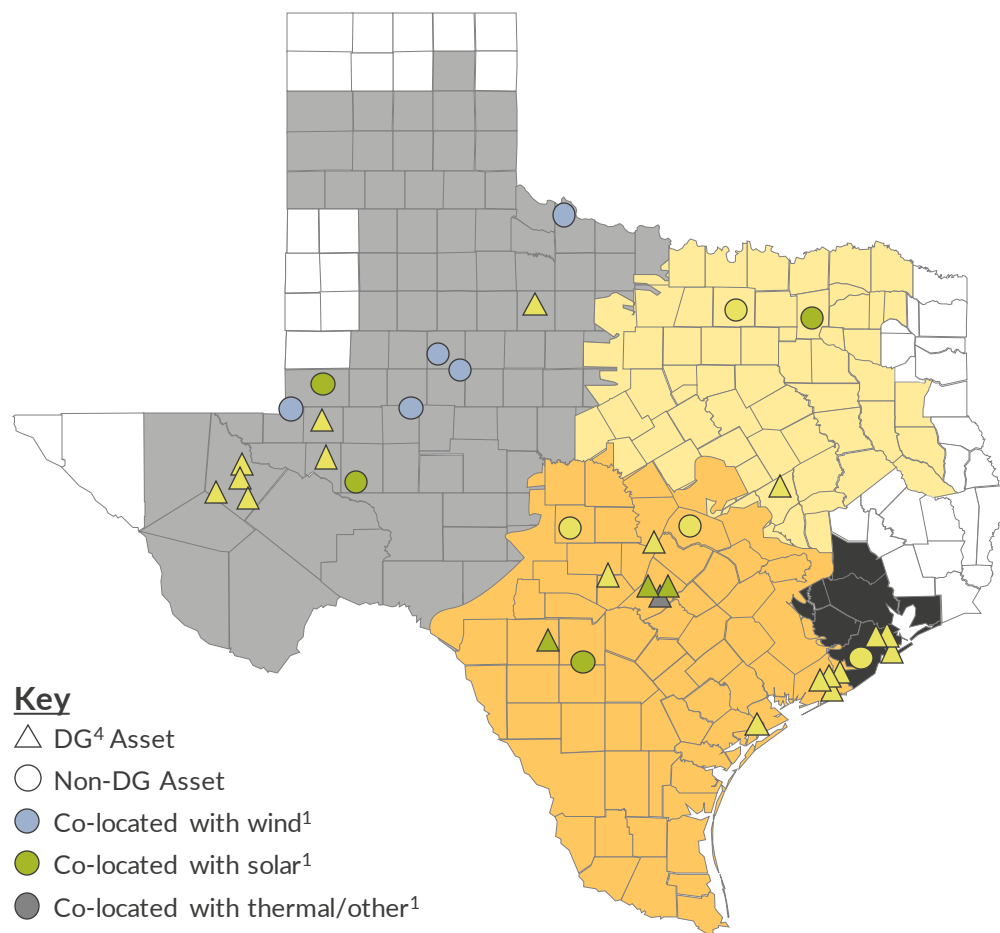 Key
DG⁴ Asset
Non-DG Asset
Co-located with wind¹
Co-located with solar¹
Co-located with thermal/other¹